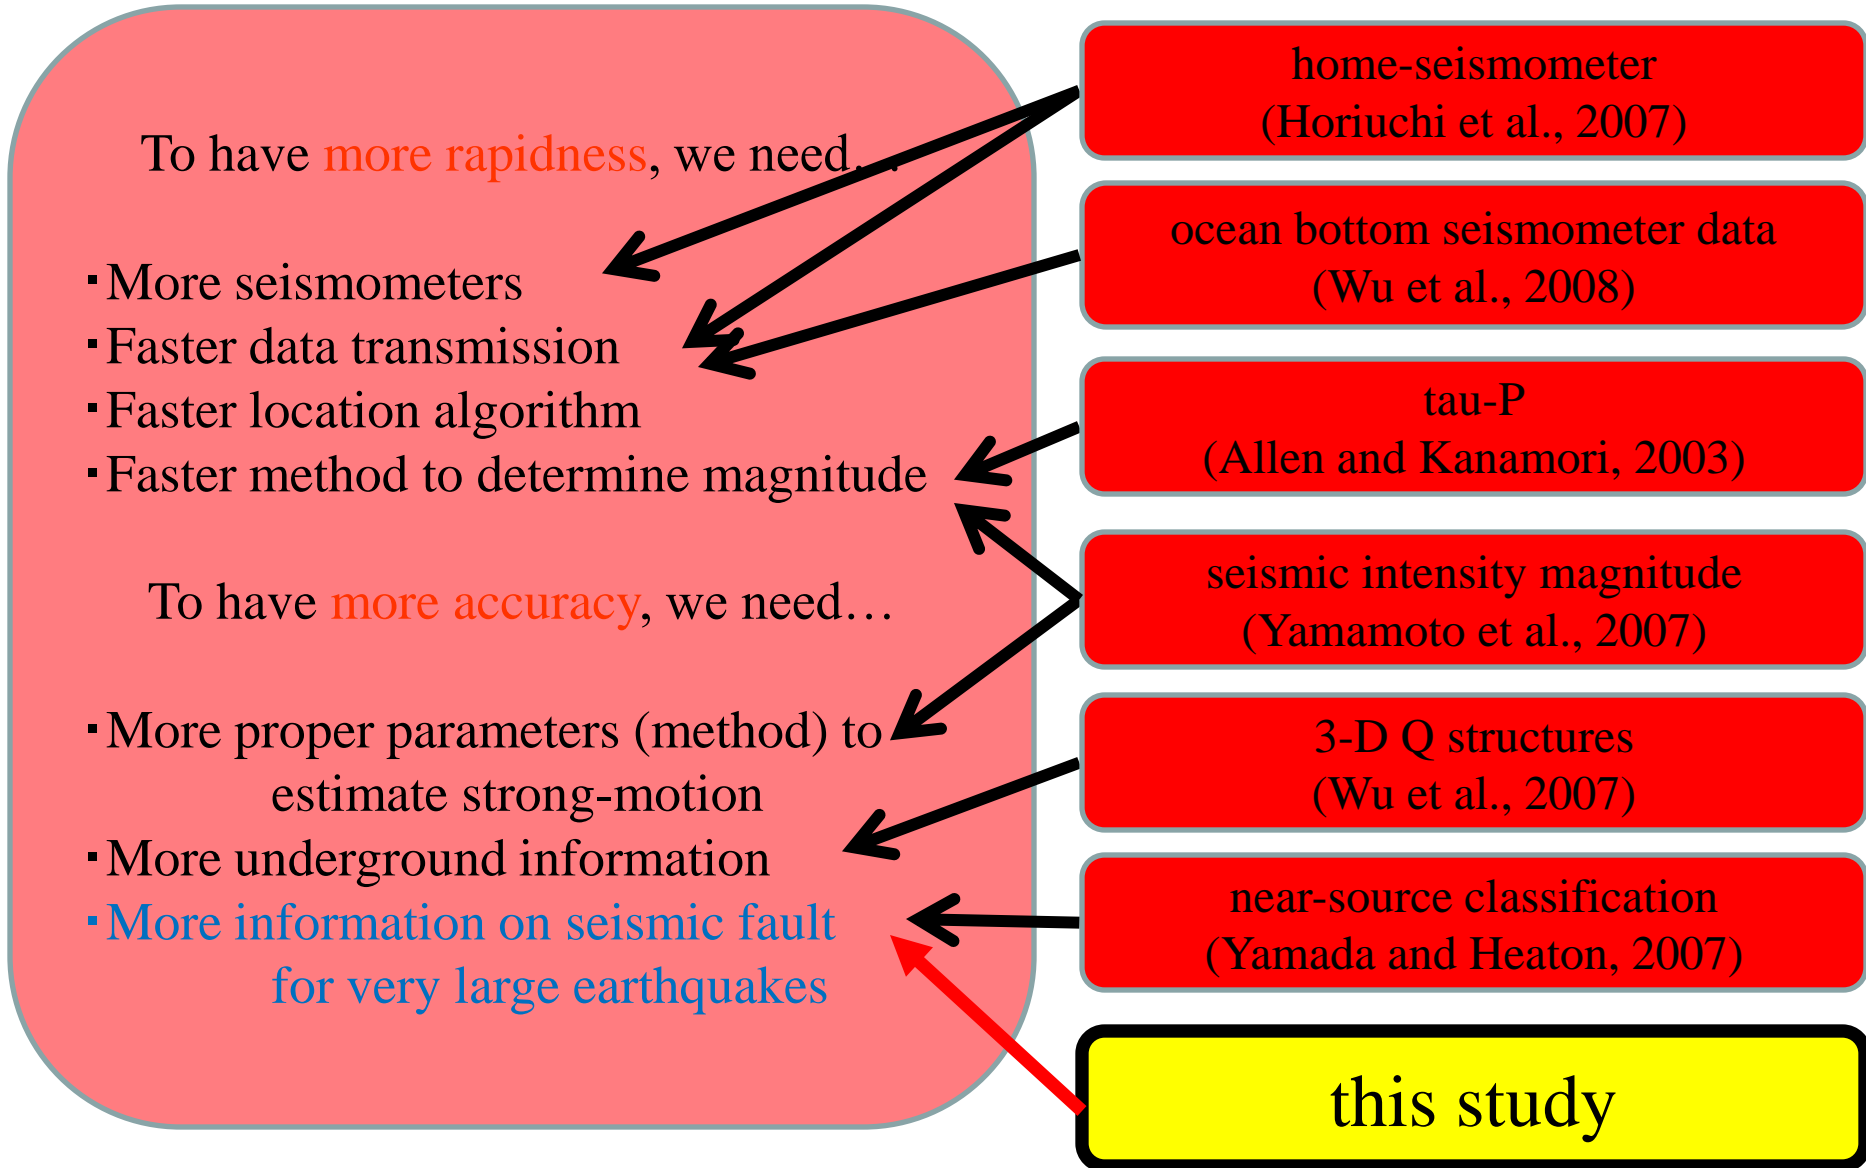 To have more rapidness, we need…
・More seismometers
・Faster data transmission
・Faster location algorithm
・Faster method to determine magnitude
To have more accuracy, we need…
・More proper parameters (method) to
estimate strong-motion
・More underground information
・More information on seismic fault
for very large earthquakes
home-seismometer
(Horiuchi et al., 2007)
ocean bottom seismometer data
(Wu et al., 2008)
tau-P
(Allen and Kanamori, 2003)
seismic intensity magnitude
(Yamamoto et al., 2007)
3-D Q structures
(Wu et al., 2007)
near-source classification
(Yamada and Heaton, 2007)
this study